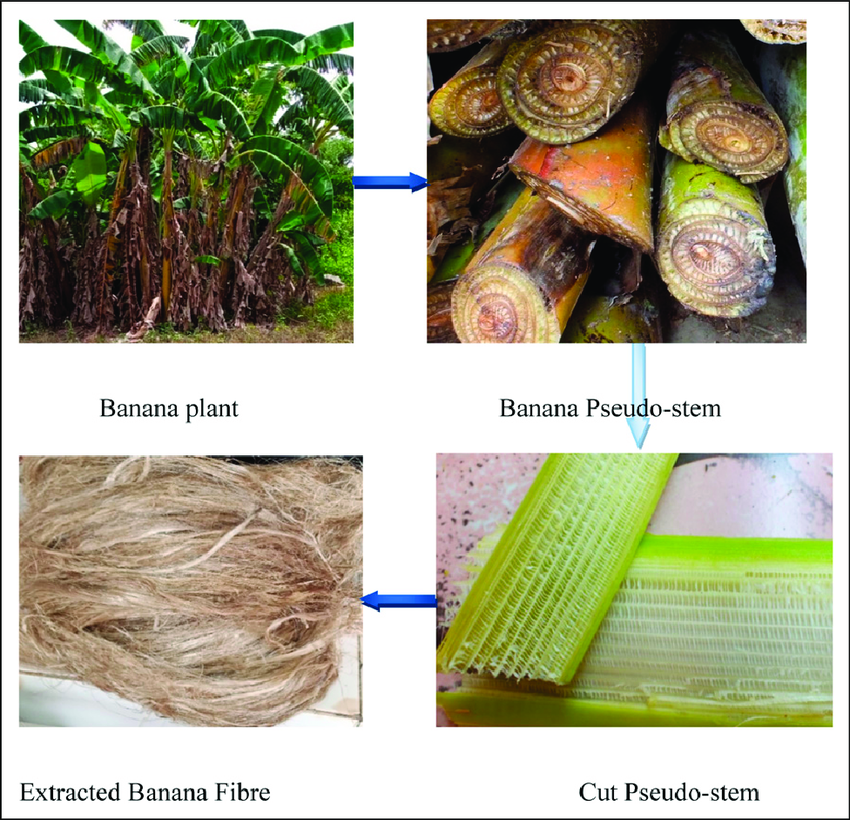 Banana plant
Banana Pseudo-stem
Extracted Banana Fibre
Cut Pseudo-stem